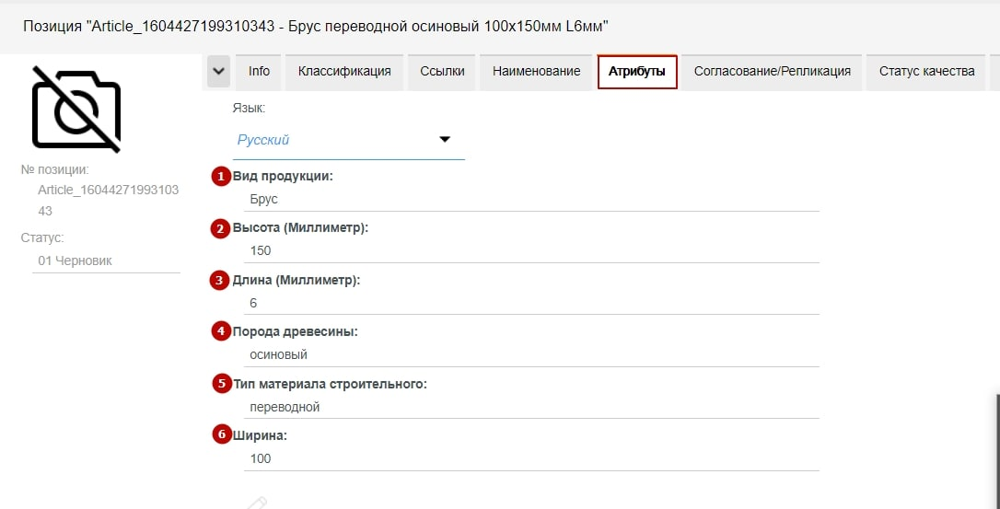 Позиция "Article_1604427199310343 - Брус переводной осиновый 100х150мм L6мм"
Info
Классификация
Ссылки
Наименование
Атрибуты
Согласование/Репликация
Статус качества
№ позиции:
Article_16044271993103
43
Статус:
01 Черновик
Язык:
Русский
1 Вид продукции:
Брус
2 Высота (Миллиметр):
150
3 Длина (Миллиметр):
6
4 Порода древесины:
осиновый
5 Тип материала строительного:
переводной
6 Ширина:
100